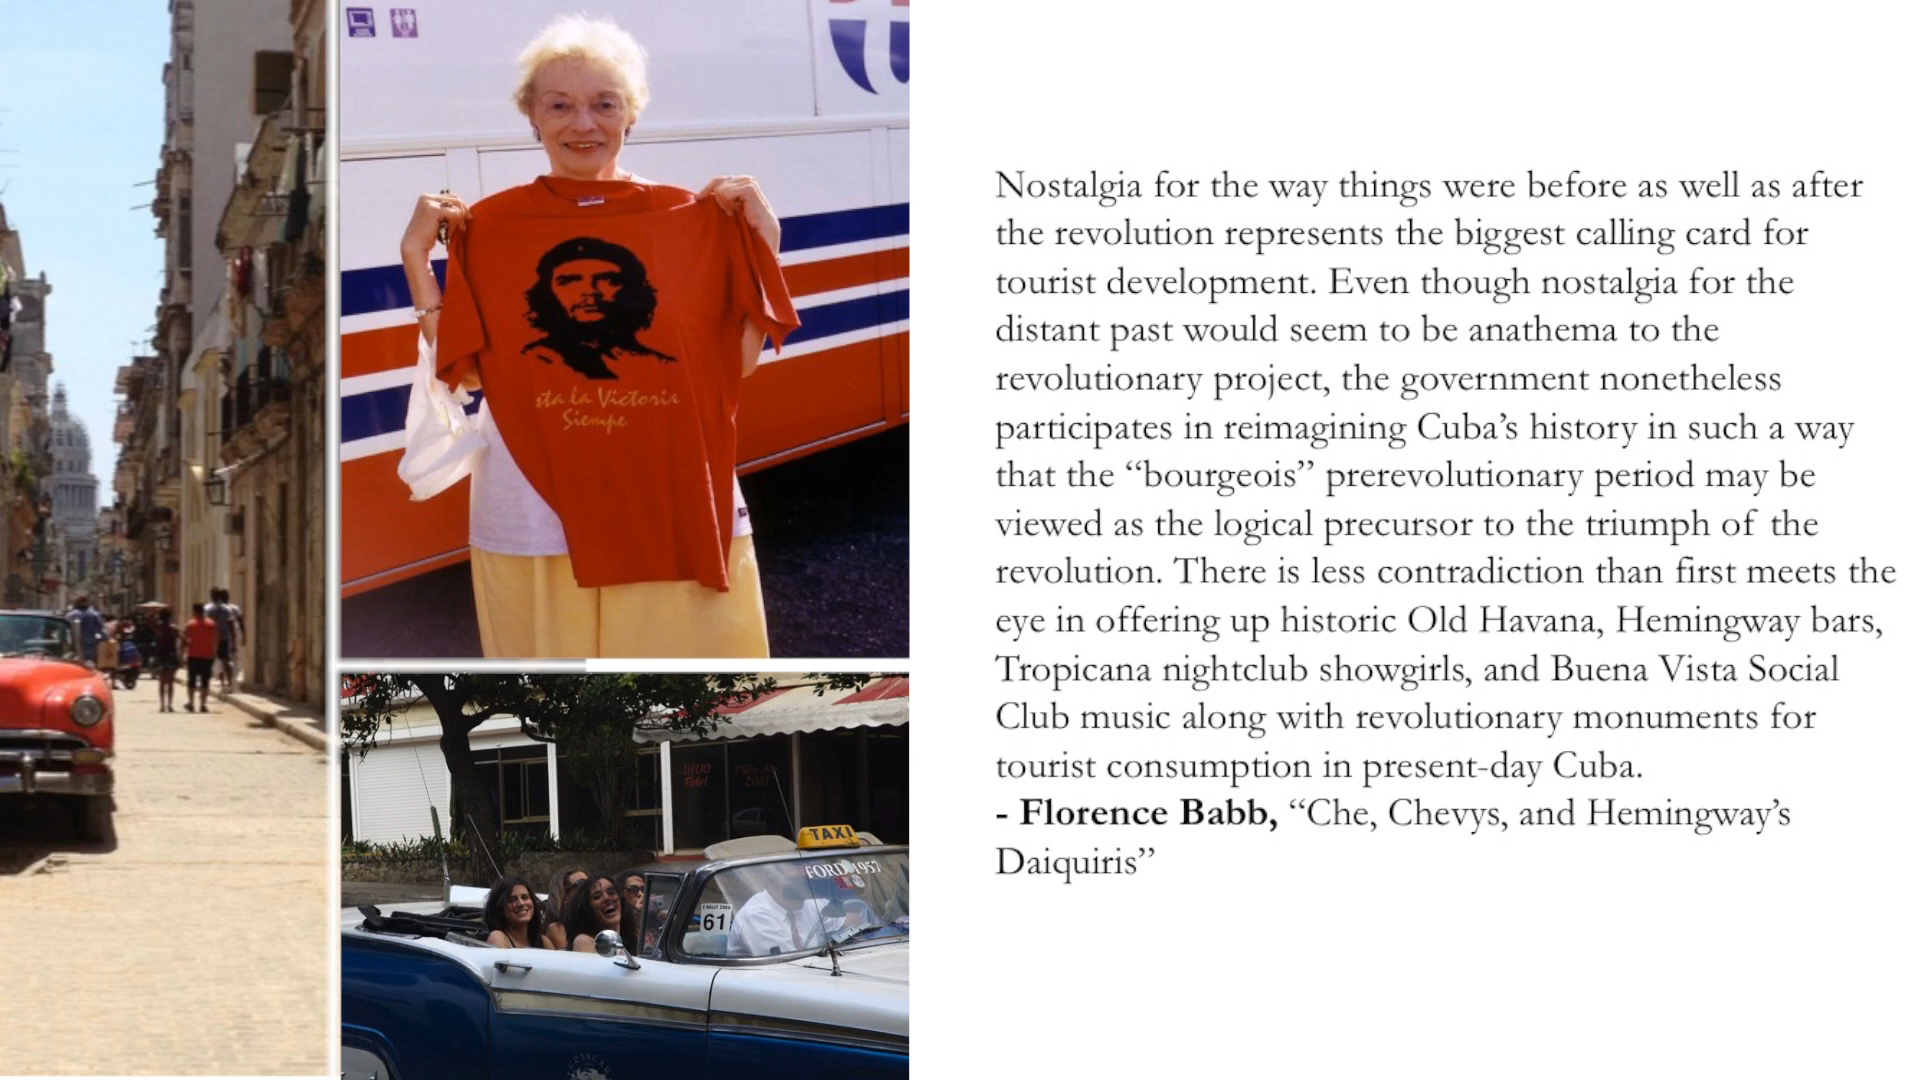 sta la Victoria
Siempe
TAXI
FORD 1957
61
Nostalgia for the way things were before as well as after
the revolution represents the biggest calling card for
tourist development. Even though nostalgia for the
distant past would seem to be anathema to the
revolutionary project, the government nonetheless
participates in reimagining Cuba’s history in such a way
that the “bourgeois” prerevolutionary period may be
viewed as the logical precursor to the triumph of the
revolution. There is less contradiction than first meets the
eye in offering up historic Old Havana, Hemingway bars,
Tropicana nightclub showgirls, and Buena Vista Social
Club music along with revolutionary monuments for
tourist consumption in present-day Cuba.
- Florence Babb, “Che, Chevys, and Hemingway’s
Daiquiris”